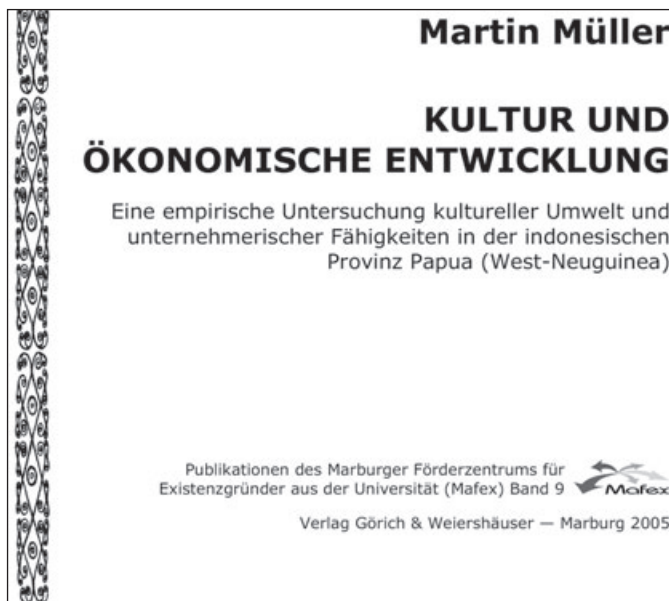 Martin Müller
KULTUR UND
ÖKONOMISCHE ENTWICKLUNG
Eine empirische Untersuchung kultureller Umwelt und
unternehmerischer Fähigkeiten in der indonesischen
Provinz Papua (West-Neuguinea)
Publikationen des Marburger Förderzentrums für
Existenzgründer aus der Universität (Mafex) Band 9
Mafex
Verlag Görich & Weiershäuser — Marburg 2005